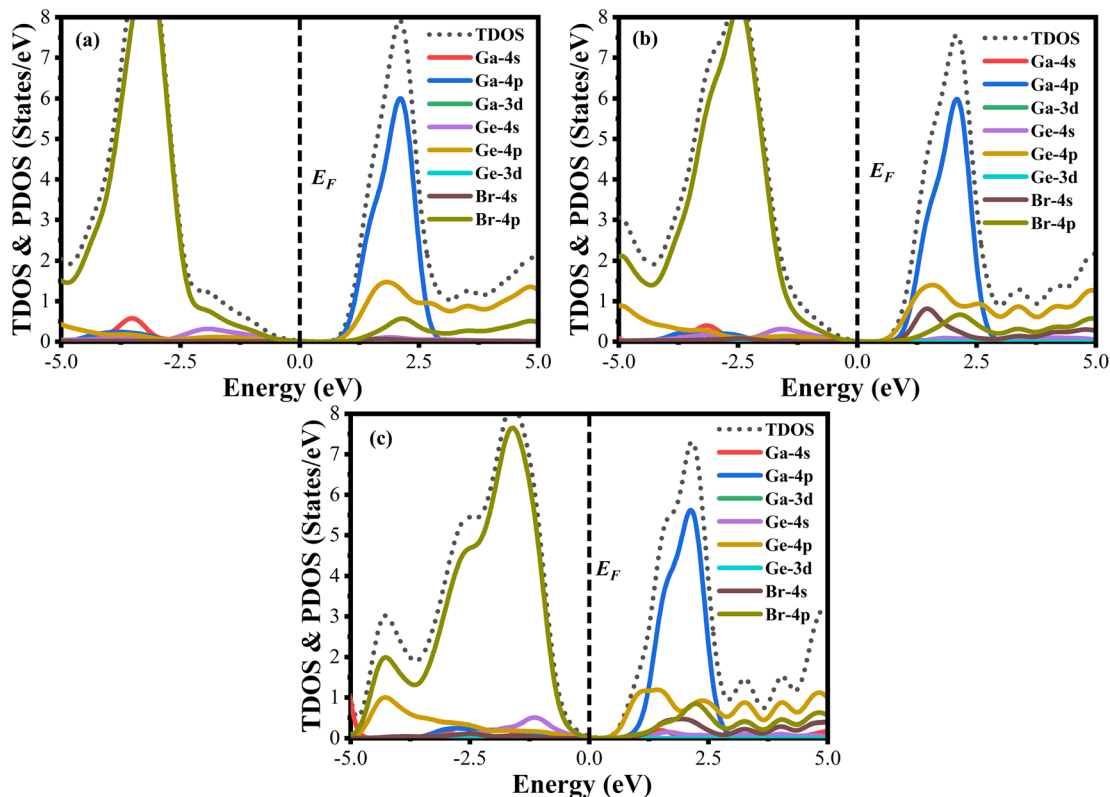 (a)
TDOS & PDOS (States/eV)
8
7
6
5
4
3
2
1
0
-5.0 -2.5 0.0 2.5 5.0
Energy (eV)
E_F
TDOS
Ga-4s
Ga-4p
Ga-3d
Ge-4s
Ge-4p
Ge-3d
Br-4s
Br-4p
(b)
TDOS & PDOS (States/eV)
8
7
6
5
4
3
2
1
0
-5.0 -2.5 0.0 2.5 5.0
Energy (eV)
E_F
TDOS
Ga-4s
Ga-4p
Ga-3d
Ge-4s
Ge-4p
Ge-3d
Br-4s
Br-4p
(c)
TDOS & PDOS (States/eV)
8
7
6
5
4
3
2
1
0
-5.0 -2.5 0.0 2.5 5.0
Energy (eV)
E_F
TDOS
Ga-4s
Ga-4p
Ga-3d
Ge-4s
Ge-4p
Ge-3d
Br-4s
Br-4p